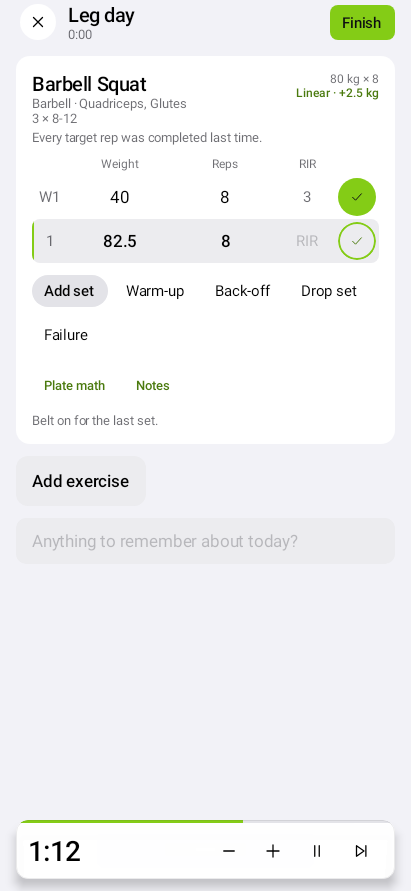 Leg day
0:00
Finish
Barbell Squat
80 kg × 8
Linear · +2.5 kg
Barbell · Quadriceps, Glutes
3 × 8-12
Every target rep was completed last time.
Weight Reps RIR
W1 40 8 3
1 82.5 8 RIR
Add set Warm-up Back-off Drop set
Failure
Plate math Notes
Belt on for the last set.
Add exercise
Anything to remember about today?
1:12